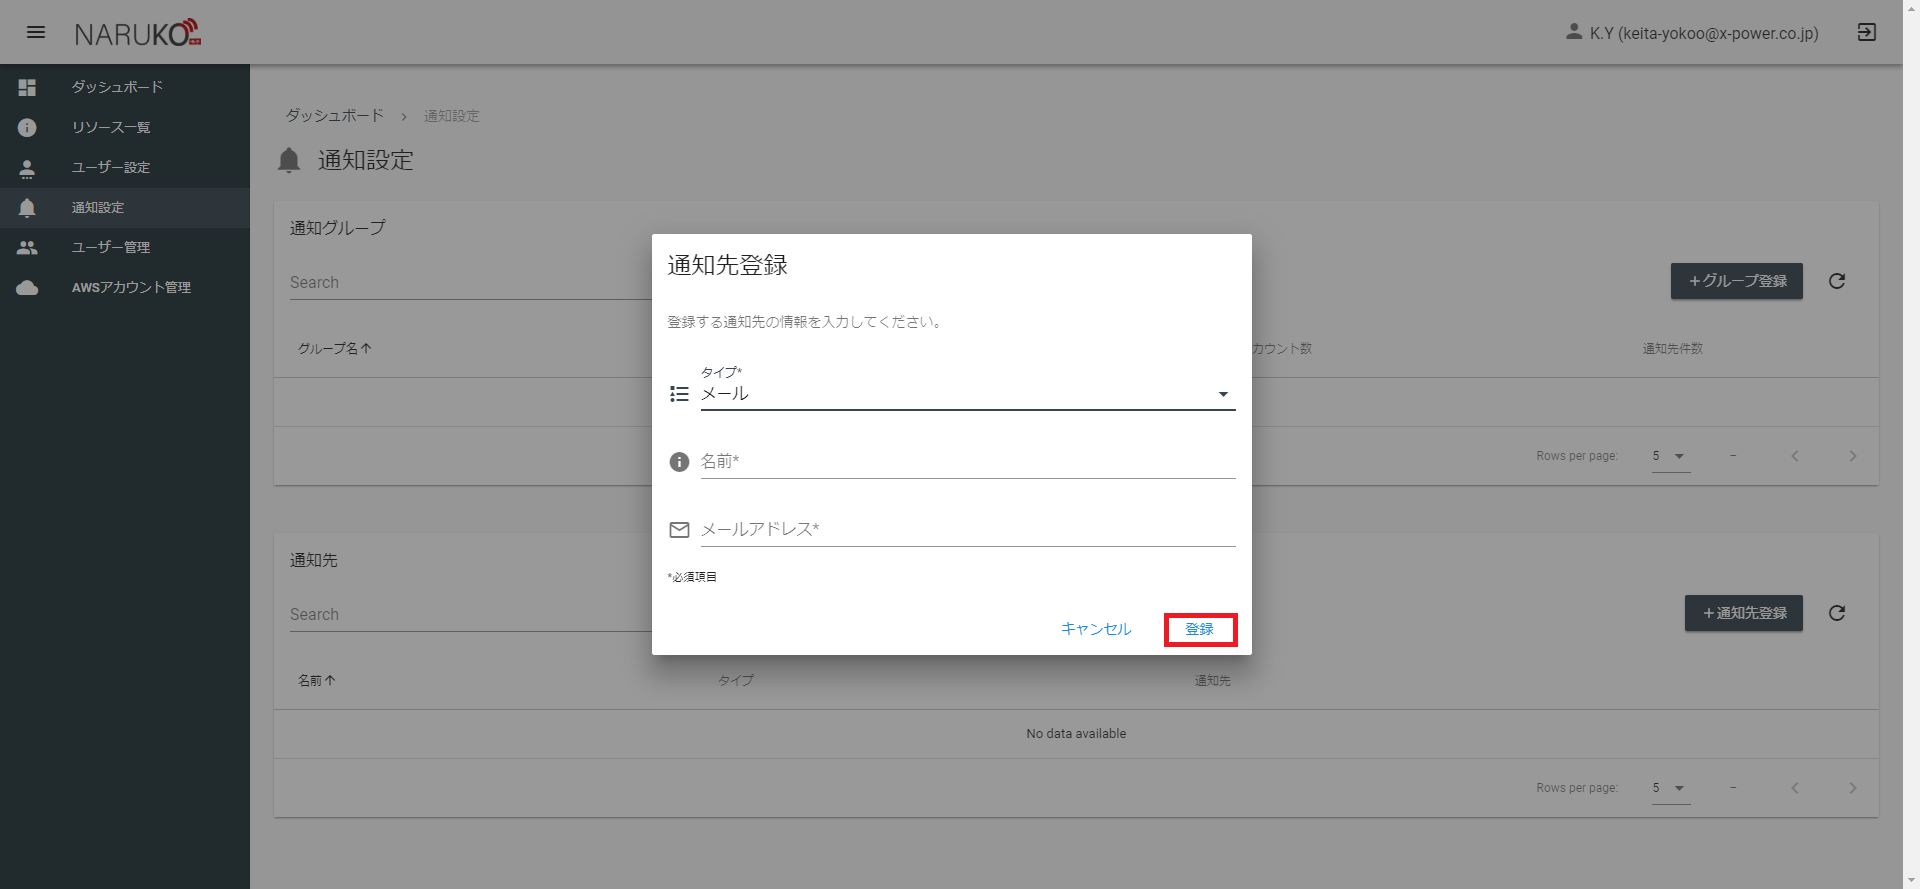 NARUKO
K.Y (keita-yokoo@x-power.co.jp)
ダッシュボード
リソース一覧
ユーザー設定
通知設定
ユーザー管理
AWSアカウント管理
ダッシュボード > 通知設定
通知設定
通知グループ
Search
+グループ登録
グループ名↑
カウント数
通知先件数
Rows per page: 5 –
通知先登録
登録する通知先の情報を入力してください。
タイプ*
メール
名前*
メールアドレス*
*必須項目
キャンセル 登録
通知先
Search
+通知先登録
名前↑ タイプ 通知先
No data available
Rows per page: 5 –